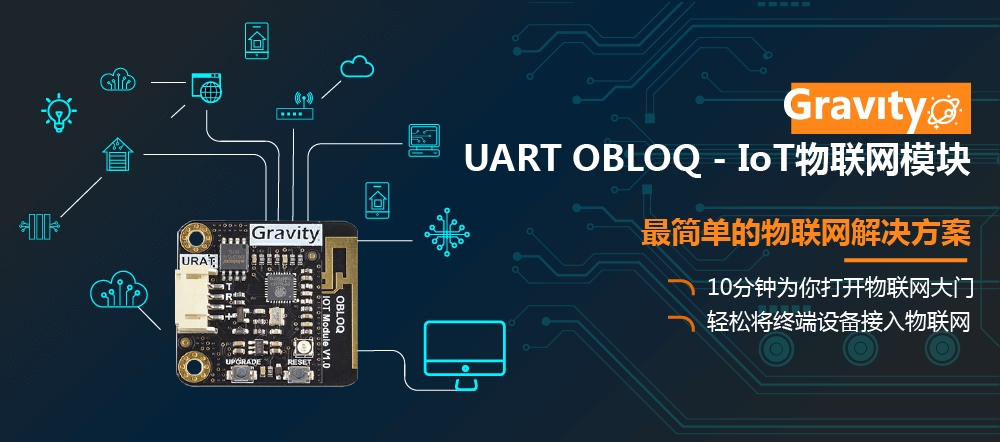 Gravity
UART OBLOQ - IoT物联网模块
最简单的物联网解决方案
10分钟为你打开物联网大门
轻松将终端设备接入物联网
Gravity
URAT
T
R
-
+
OBLOQ
IOT Module V1.0
UPGRADE
RESET